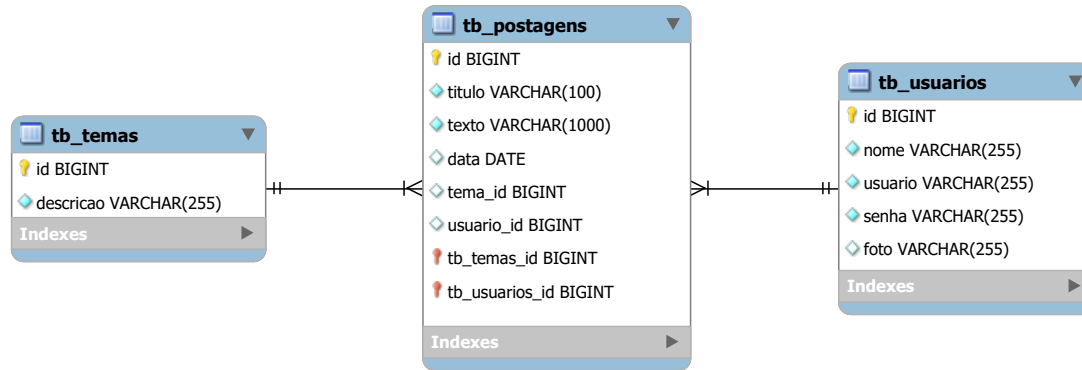 tb_temas
id BIGINT
descricao VARCHAR(255)
Indexes
tb_postagens
id BIGINT
titulo VARCHAR(100)
texto VARCHAR(1000)
data DATE
tema_id BIGINT
usuario_id BIGINT
tb_temas_id BIGINT
tb_usuarios_id BIGINT
Indexes
tb_usuarios
id BIGINT
nome VARCHAR(255)
usuario VARCHAR(255)
senha VARCHAR(255)
foto VARCHAR(255)
Indexes